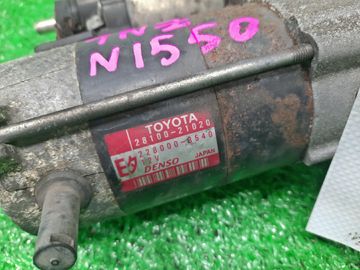 1NZ
N1550
TOYOTA
28100-21020
228000-8540
12V
DENSO JAPAN